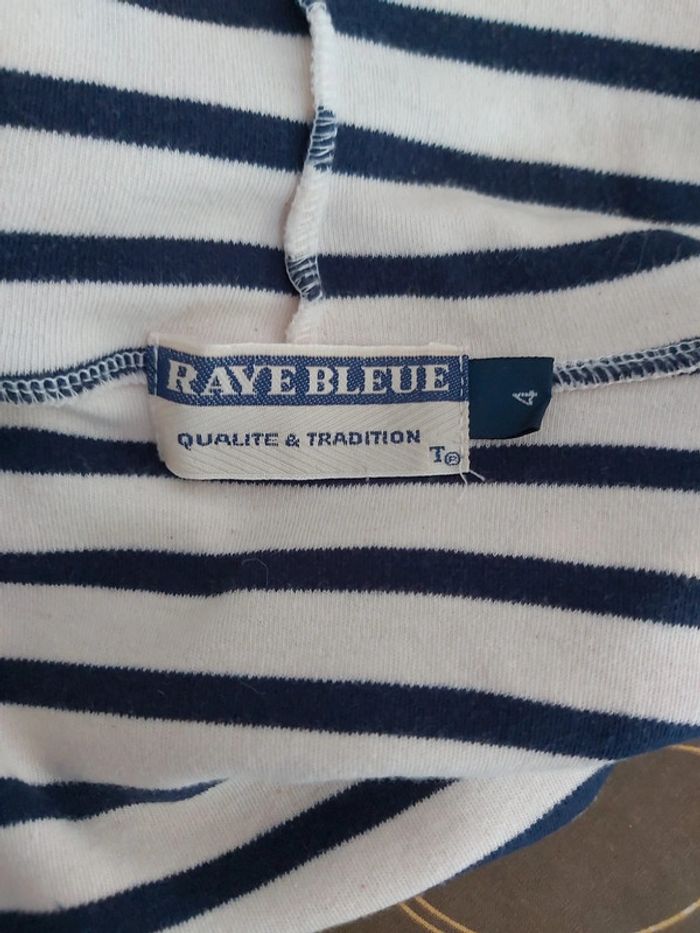 RAYE BLEUE
QUALITE & TRADITION
T®
4